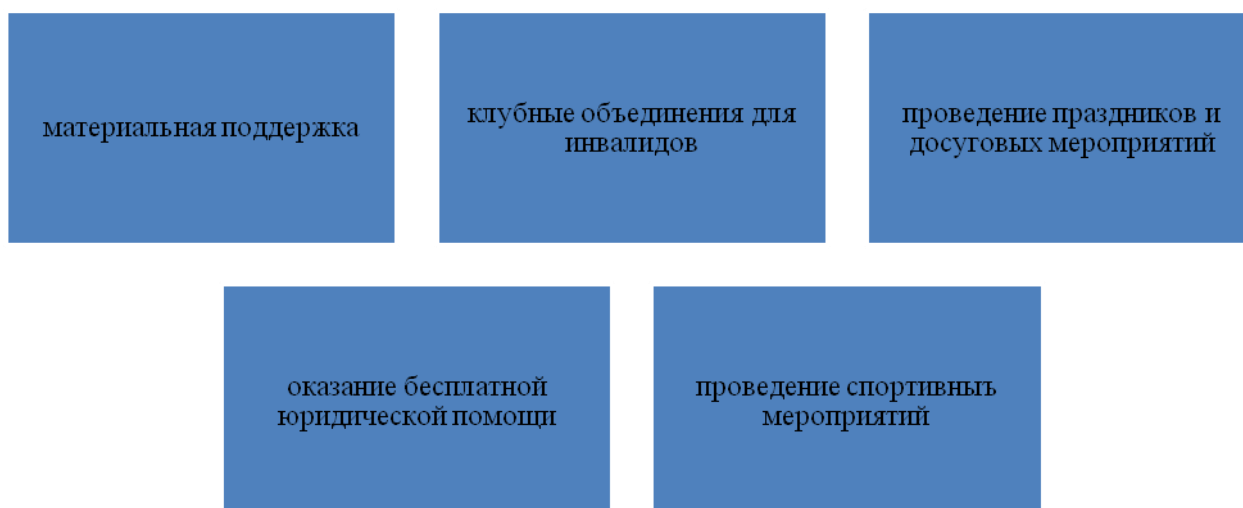 материальная поддержка
клубные объединения для
инвалидов
проведение праздников и
досуговых мероприятий
оказание бесплатной
юридической помощи
проведение спортивныъ
мероприятий